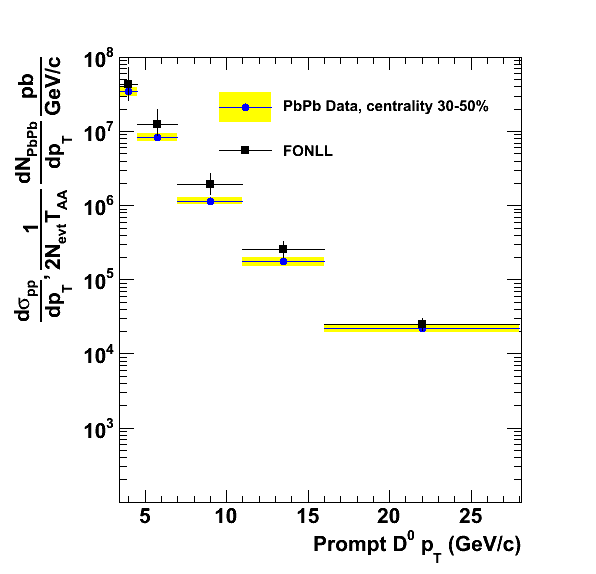 dσ_pp/dp_T, 1/2N_evt T_AA dN_PbPb/dp_T pb/GeV/c
10^8
10^7
10^6
10^5
10^4
10^3
PbPb Data, centrality 30-50%
FONLL
5 10 15 20 25
Prompt D^0 p_T (GeV/c)